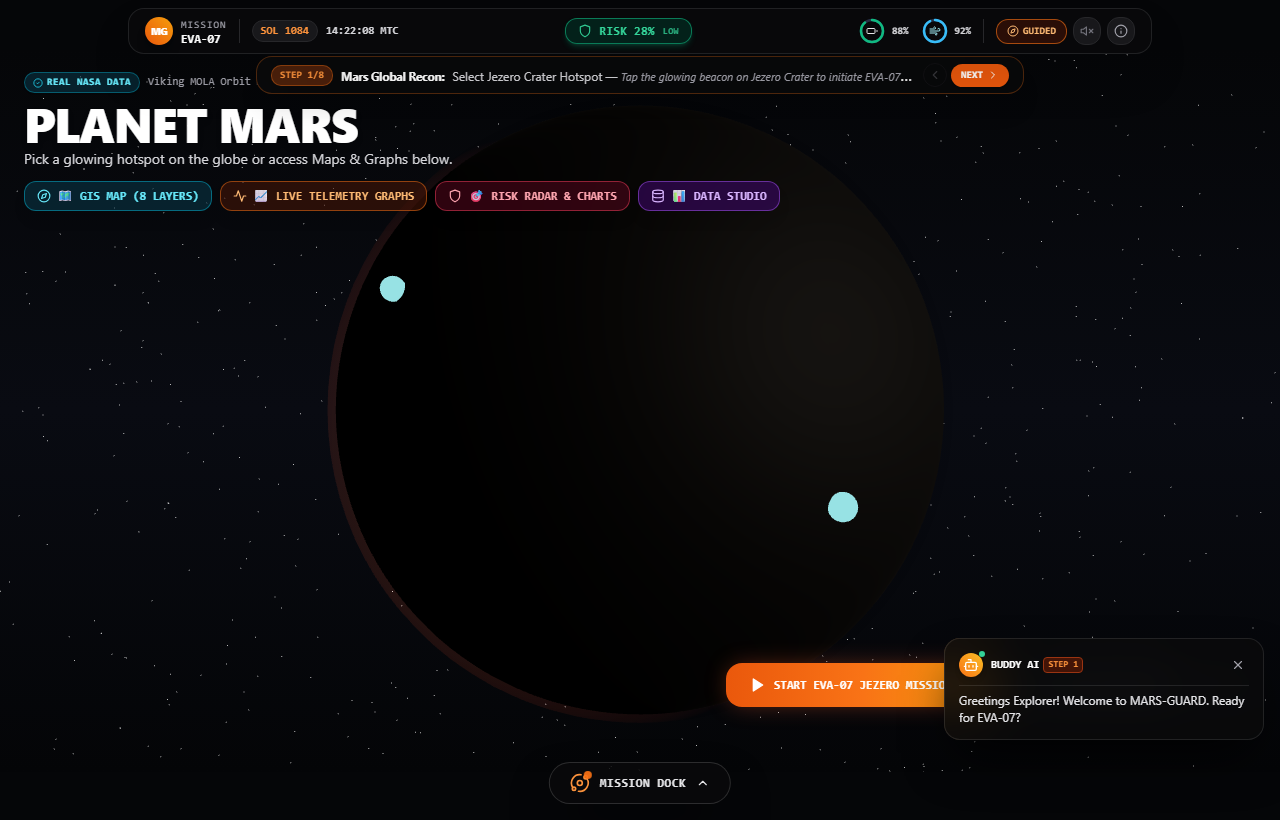 MG MISSION EVA-07
SOL 1084 14:22:08 MTC
RISK 28% LOW
88% 92% GUIDED
REAL NASA DATA Viking MOLA Orbit
STEP 1/8 Mars Global Recon: Select Jezero Crater Hotspot — Tap the glowing beacon on Jezero Crater to initiate EVA-07... NEXT
PLANET MARS
Pick a glowing hotspot on the globe or access Maps & Graphs below.
GIS MAP (8 LAYERS) LIVE TELEMETRY GRAPHS RISK RADAR & CHARTS DATA STUDIO
START EVA-07 JEZERO MISSIO
BUDDY AI STEP 1
Greetings Explorer! Welcome to MARS-GUARD. Ready
for EVA-07?
MISSION DOCK